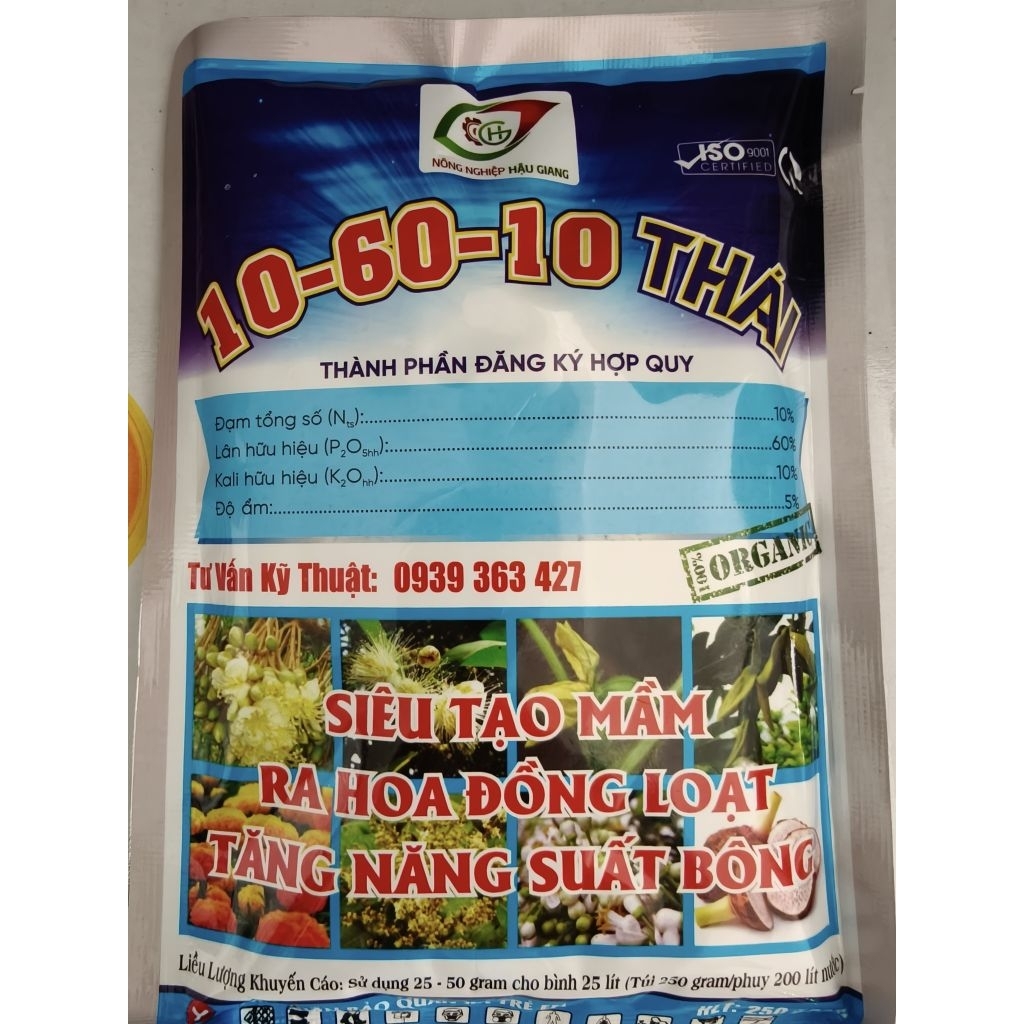 NÔNG NGHIỆP HẬU GIANG
ISO 9001
CERTIFIED
10-60-10 THÁI
THÀNH PHẦN ĐĂNG KÝ HỢP QUY
Đạm tổng số (Nts):..........10%
Lân hữu hiệu (P2O5hh):..........60%
Kali hữu hiệu (K2Ohh):..........10%
Độ ẩm:..........5%
100% ORGANIC
Tư Vấn Kỹ Thuật: 0939 363 427
SIÊU TẠO MẦM
RA HOA ĐỒNG LOẠT
TĂNG NĂNG SUẤT BÔNG
Liều Lượng Khuyến Cáo: sử dụng 25 - 50 gram cho bình 25 lít (Túi 250 gram/phuy 200 lít nước)